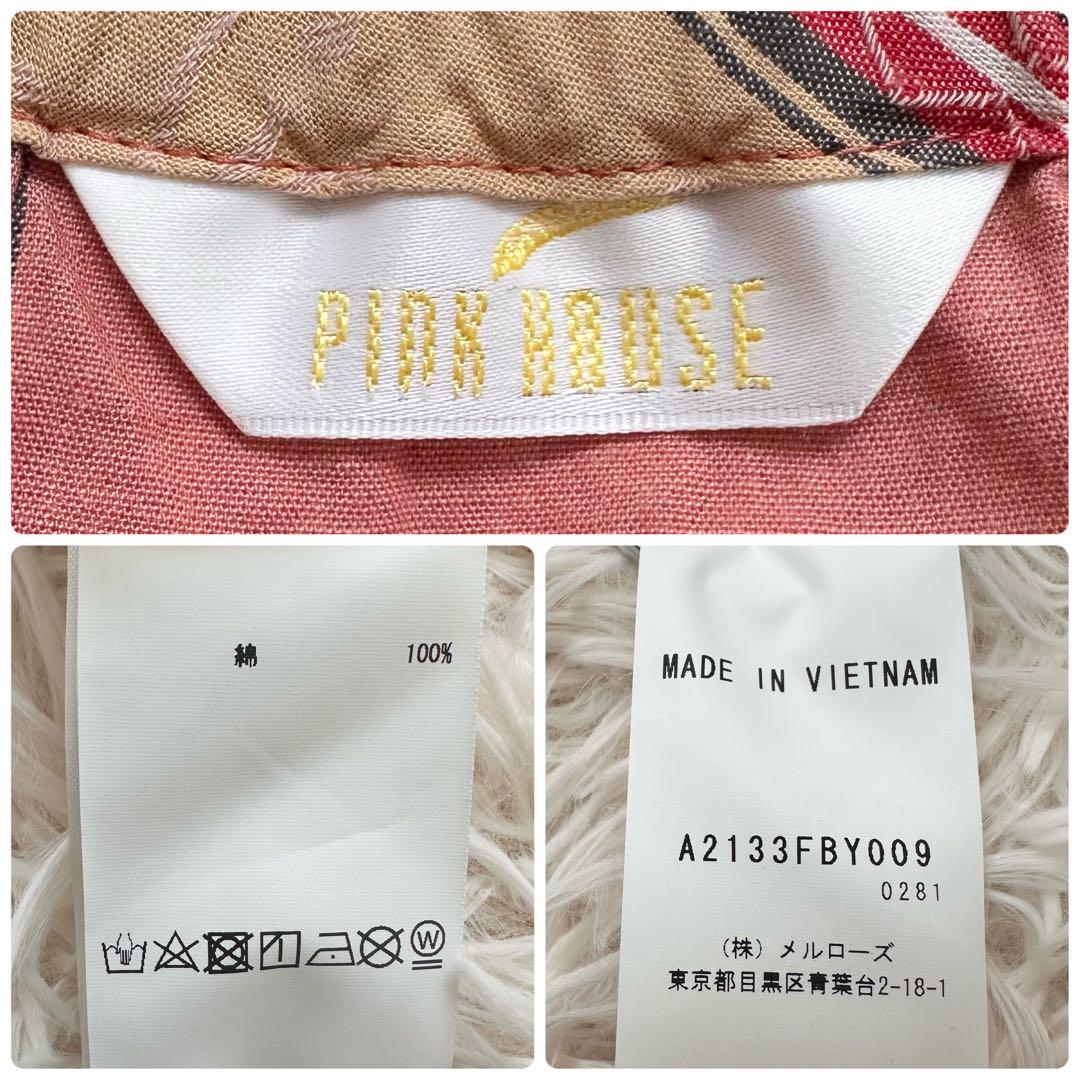 PINK HOUSE
綿 100%
W
MADE IN VIETNAM
A2133FBY009
0281
(株) メルローズ
東京都目黒区青葉台2-18-1